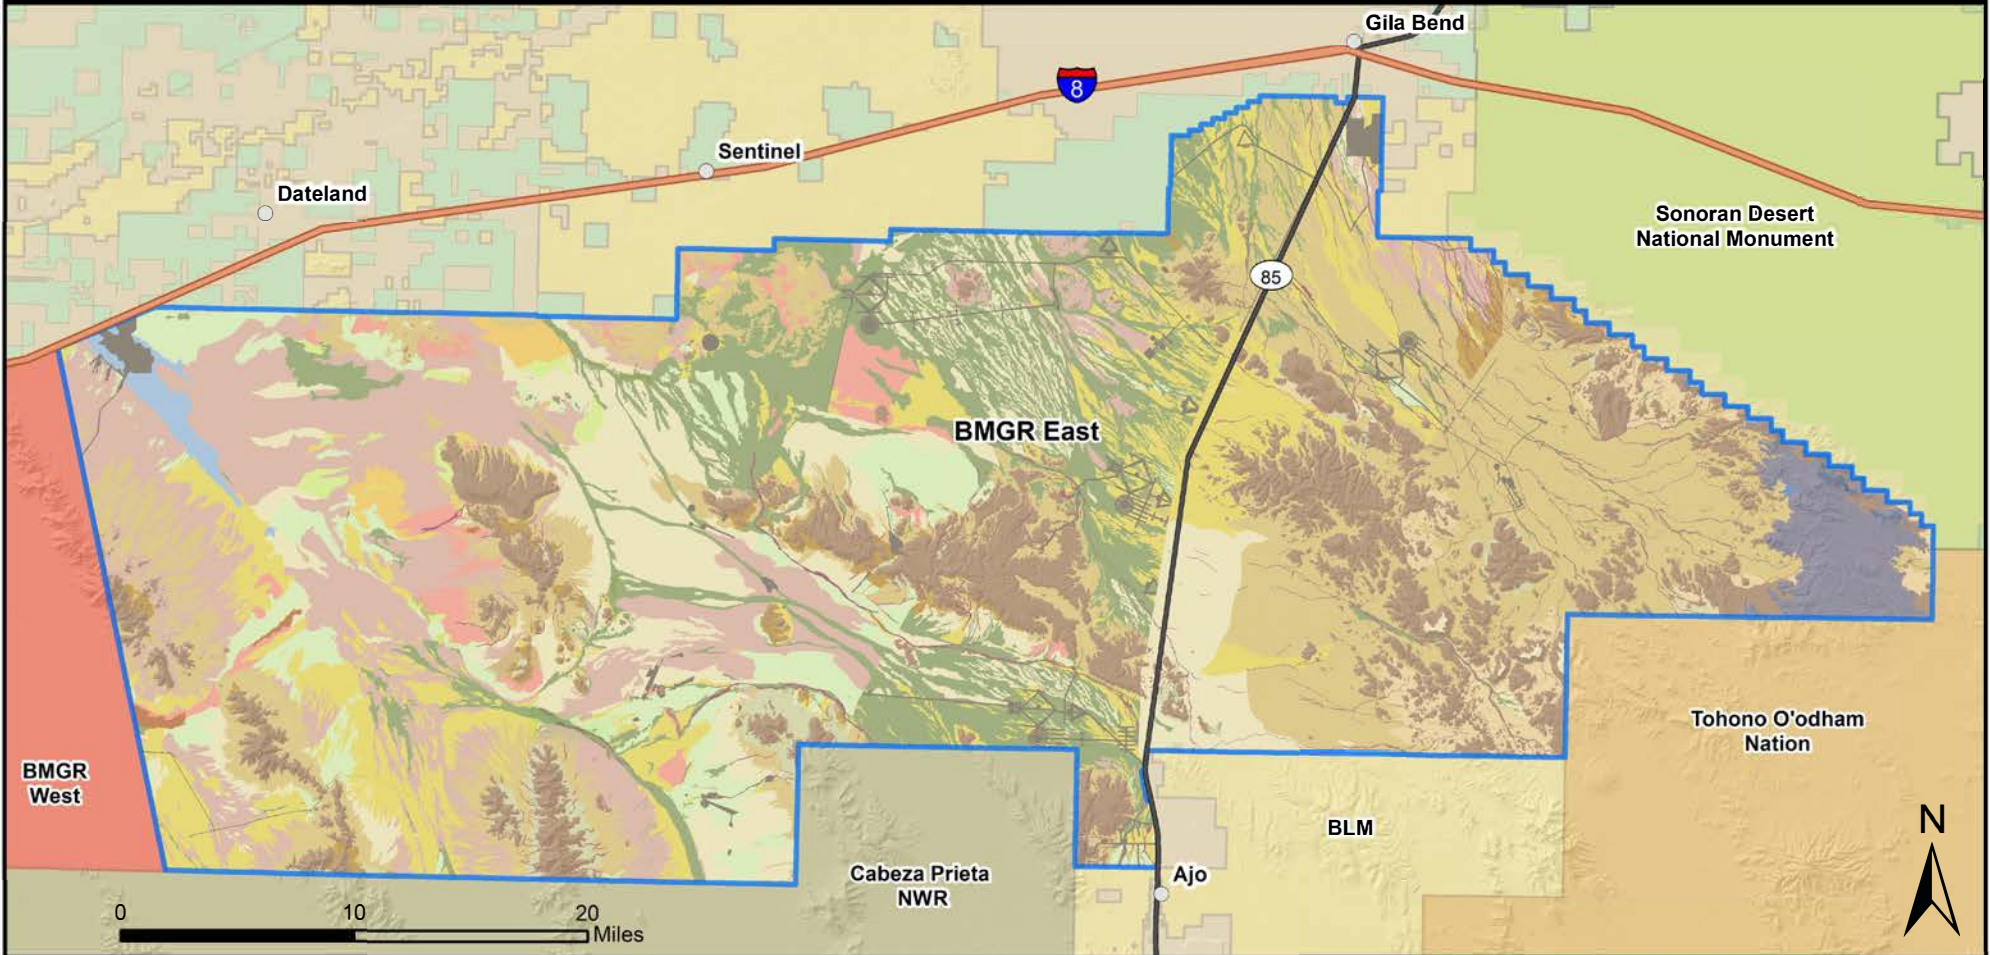 Gila Bend
8
Sentinel
Dateland
Sonoran Desert
National Monument
85
BMGR East
Tohono O'odham
Nation
BMGR
West
BLM
N
Cabeza Prieta
NWR
Ajo
0 10 20
Miles